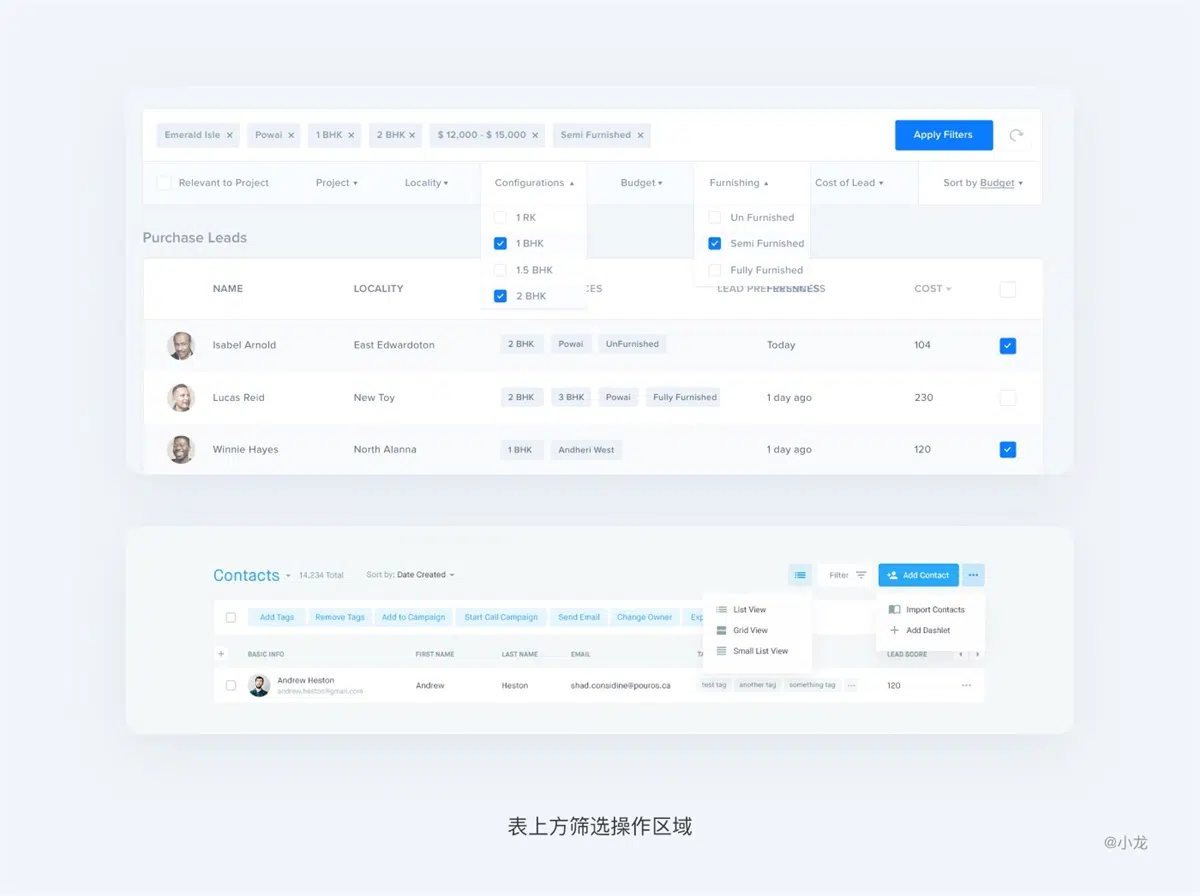 Emerald Isle × Powai × 1 BHK × 2 BHK × $ 12,000 - $ 15,000 × Semi Furnished × Apply Filters
Relevant to Project Project ▾ Locality ▾ Configurations ▴ Budget ▾ Furnishing ▴ Cost of Lead ▾ Sort by Budget ▾
1 RK
1 BHK
1.5 BHK
2 BHK
Un Furnished
Semi Furnished
Fully Furnished
Purchase Leads
NAME LOCALITY CES LEAD COST ▾
Isabel Arnold East Edwardoton 2 BHK Powai UnFurnished Today 104
Lucas Reid New Toy 2 BHK 3 BHK Powai Fully Furnished 1 day ago 230
Winnie Hayes North Alanna 1 BHK Andheri West 1 day ago 120
Contacts 14,234 Total Sort by: Date Created Filter Add Contact ···
List View
Grid View
Small List View
Import Contacts
Add Dashlet
Add Tags Remove Tags Add to Campaign Start Call Campaign Send Email Change Owner Exp
+ BASIC INFO FIRST NAME LAST NAME EMAIL TA LEAD SCORE
Andrew Heston Andrew Heston shad.considine@pouros.ca test tag another tag something tag ··· 120 ···
andrew.heston@gmail.com
表上方筛选操作区域
@小龙